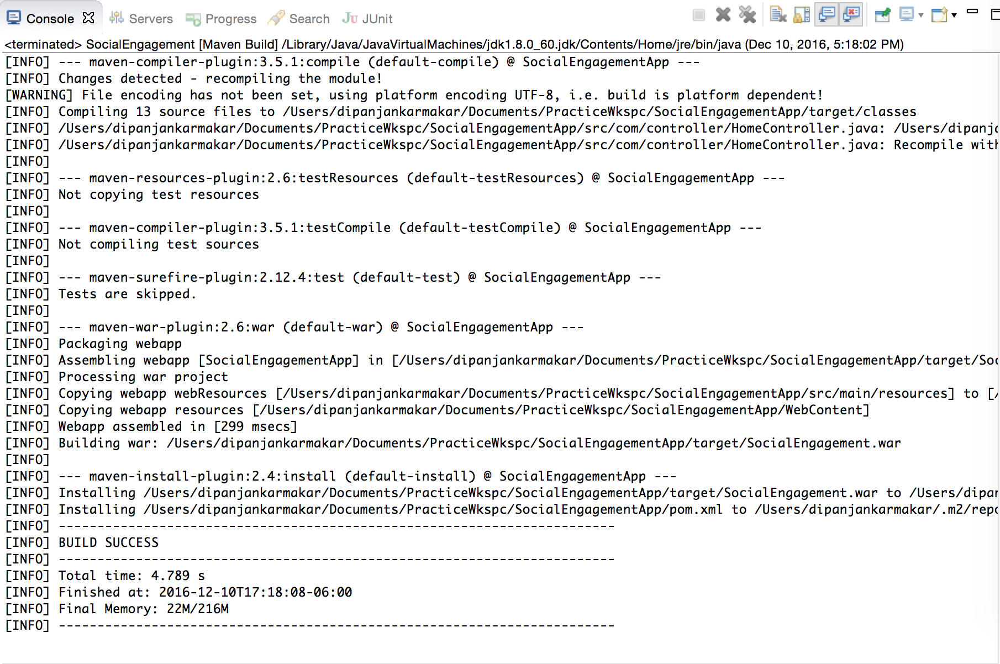 Console Servers Progress Search JUnit
<terminated> SocialEngagement [Maven Build] /Library/Java/JavaVirtualMachines/jdk1.8.0_60.jdk/Contents/Home/jre/bin/java (Dec 10, 2016, 5:18:02 PM)
[INFO] --- maven-compiler-plugin:3.5.1:compile (default-compile) @ SocialEngagementApp ---
[INFO] Changes detected - recompiling the module!
[WARNING] File encoding has not been set, using platform encoding UTF-8, i.e. build is platform dependent!
[INFO] Compiling 13 source files to /Users/dipanjankarmakar/Documents/PracticeWkspc/SocialEngagementApp/target/classes
[INFO] /Users/dipanjankarmakar/Documents/PracticeWkspc/SocialEngagementApp/src/com/controller/HomeController.java: /Users/dipanj
[INFO] /Users/dipanjankarmakar/Documents/PracticeWkspc/SocialEngagementApp/src/com/controller/HomeController.java: Recompile with
[INFO]
[INFO] --- maven-resources-plugin:2.6:testResources (default-testResources) @ SocialEngagementApp ---
[INFO] Not copying test resources
[INFO]
[INFO] --- maven-compiler-plugin:3.5.1:testCompile (default-testCompile) @ SocialEngagementApp ---
[INFO] Not compiling test sources
[INFO]
[INFO] --- maven-surefire-plugin:2.12.4:test (default-test) @ SocialEngagementApp ---
[INFO] Tests are skipped.
[INFO]
[INFO] --- maven-war-plugin:2.6:war (default-war) @ SocialEngagementApp ---
[INFO] Packaging webapp
[INFO] Assembling webapp [SocialEngagementApp] in [/Users/dipanjankarmakar/Documents/PracticeWkspc/SocialEngagementApp/target/Soc
[INFO] Processing war project
[INFO] Copying webapp webResources [/Users/dipanjankarmakar/Documents/PracticeWkspc/SocialEngagementApp/src/main/resources] to [/
[INFO] Copying webapp resources [/Users/dipanjankarmakar/Documents/PracticeWkspc/SocialEngagementApp/WebContent]
[INFO] Webapp assembled in [299 msecs]
[INFO] Building war: /Users/dipanjankarmakar/Documents/PracticeWkspc/SocialEngagementApp/target/SocialEngagement.war
[INFO]
[INFO] --- maven-install-plugin:2.4:install (default-install) @ SocialEngagementApp ---
[INFO] Installing /Users/dipanjankarmakar/Documents/PracticeWkspc/SocialEngagementApp/target/SocialEngagement.war to /Users/dipan
[INFO] Installing /Users/dipanjankarmakar/Documents/PracticeWkspc/SocialEngagementApp/pom.xml to /Users/dipanjankarmakar/.m2/repo
[INFO] ------------------------------------------------------------------------
[INFO] BUILD SUCCESS
[INFO] ------------------------------------------------------------------------
[INFO] Total time: 4.789 s
[INFO] Finished at: 2016-12-10T17:18:08-06:00
[INFO] Final Memory: 22M/216M
[INFO] ------------------------------------------------------------------------